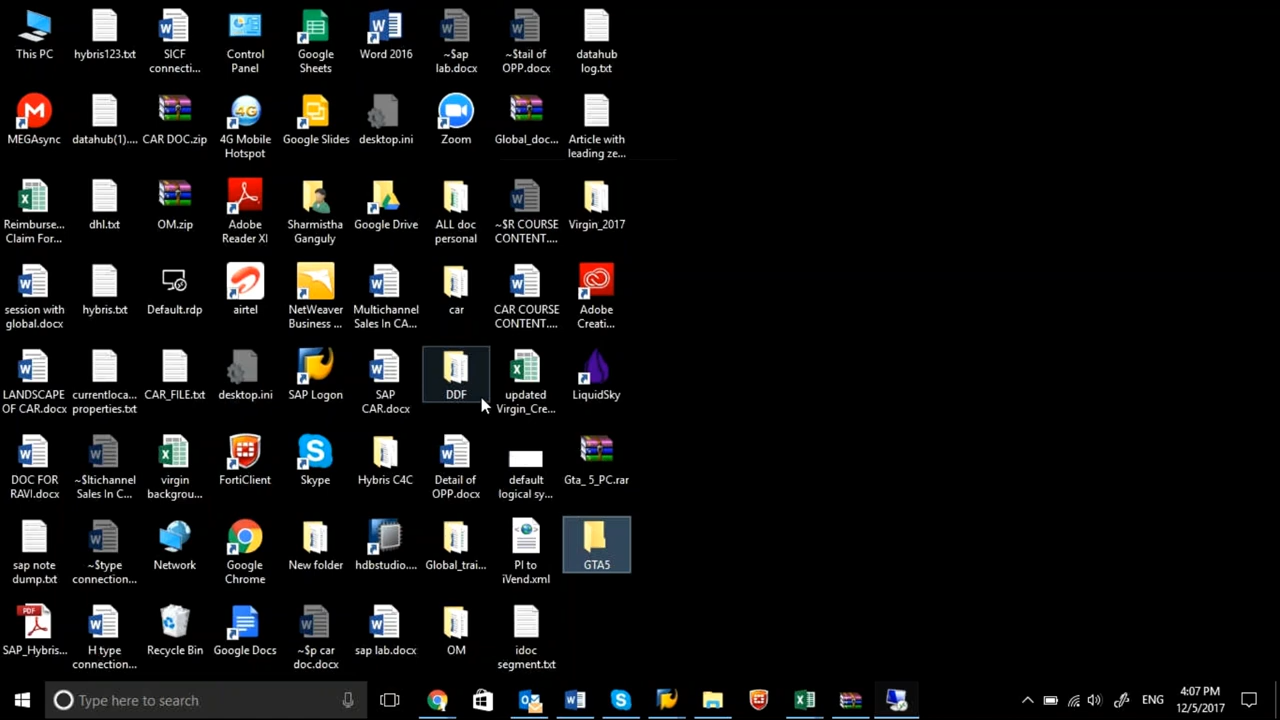 This PC
hybris123.txt
SICF
connecti...
Control
Panel
Google
Sheets
Word 2016
~$ap
lab.docx
~$tail of
OPP.docx
datahub
log.txt
MEGAsync
datahub(1)....
CAR DOC.zip
4G
4G Mobile
Hotspot
Google Slides
desktop.ini
Zoom
Global_doc...
Article with
leading ze...
Reimburse...
Claim For...
dhl.txt
OM.zip
Adobe
Reader XI
Sharmistha
Ganguly
Google Drive
ALL doc
personal
~$R COURSE
CONTENT....
Virgin_2017
session with
global.docx
hybris.txt
Default.rdp
airtel
NetWeaver
Business ...
Multichannel
Sales In CA...
car
CAR COURSE
CONTENT....
Adobe
Creati...
LANDSCAPE
OF CAR.docx
currentloca...
properties.txt
CAR_FILE.txt
desktop.ini
SAP Logon
SAP
CAR.docx
DDF
updated
Virgin_Cre...
LiquidSky
DOC FOR
RAVI.docx
~$ltichannel
Sales In C...
virgin
backgrou...
FortiClient
Skype
Hybris C4C
Detail of
OPP.docx
default
logical sy...
Gta_ 5_PC.rar
sap note
dump.txt
~$type
connection...
Network
Google
Chrome
New folder
hdbstudio....
Global_trai...
PI to
iVend.xml
GTA5
PDF
SAP_Hybris...
H type
connection...
Recycle Bin
Google Docs
~$p car
doc.docx
sap lab.docx
OM
idoc
segment.txt
Type here to search
ENG
4:07 PM
12/5/2017